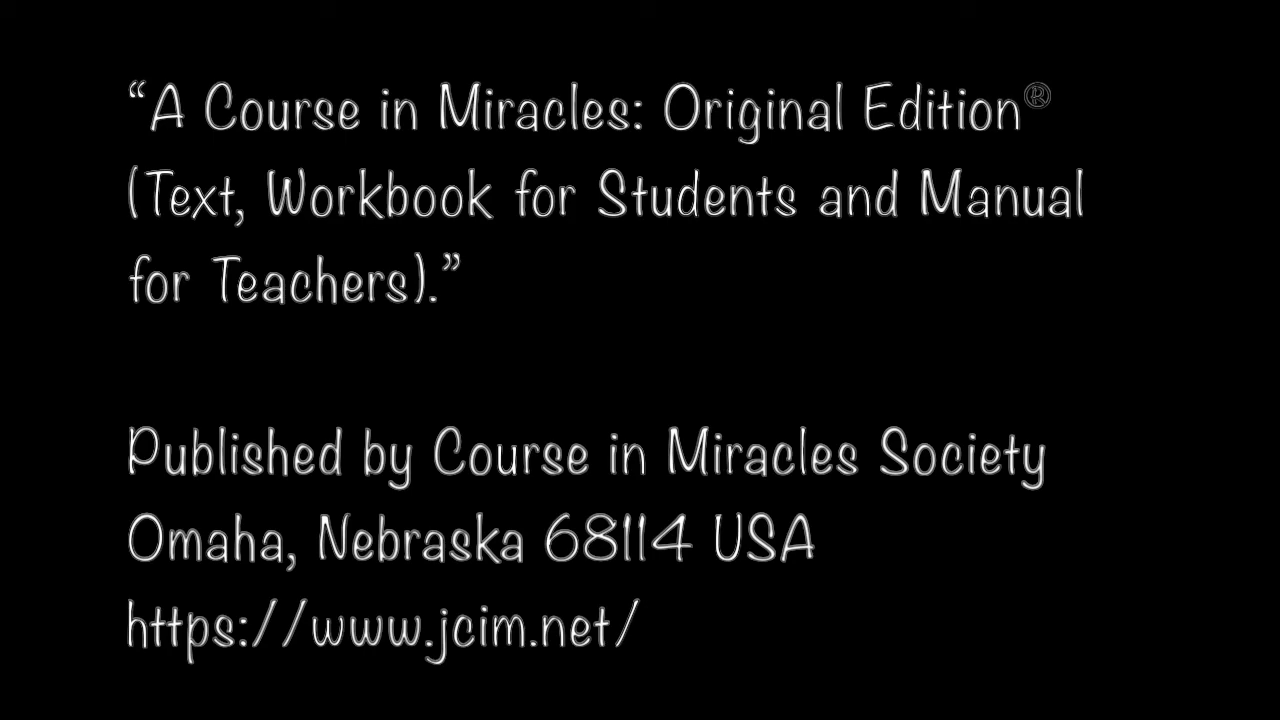 “A Course in Miracles: Original Edition®
(Text, Workbook for Students and Manual
for Teachers).”
Published by Course in Miracles Society
Omaha, Nebraska 68114 USA
https://www.jcim.net/